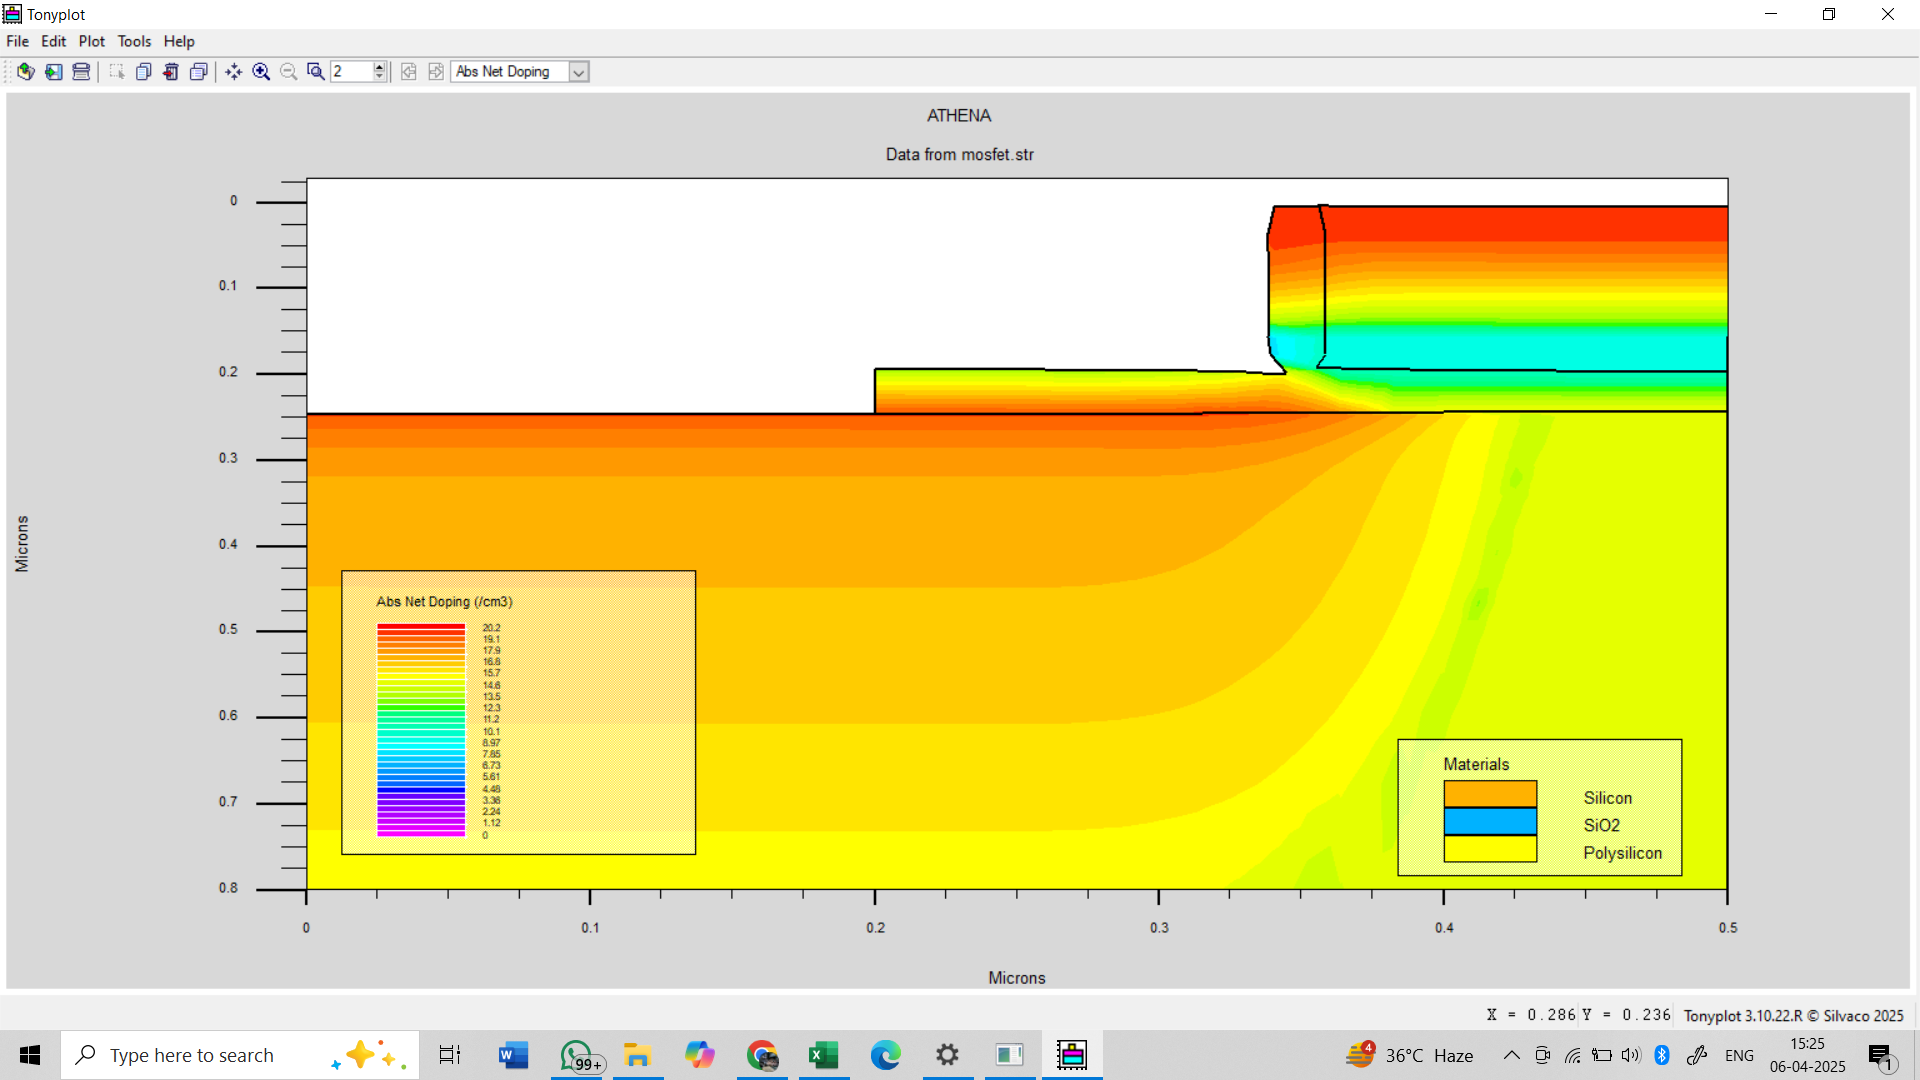 Tonyplot
File Edit Plot Tools Help
2
Abs Net Doping
ATHENA
Data from mosfet.str
0
0.1
0.2
0.3
0.4
0.5
0.6
0.7
0.8
Microns
Abs Net Doping (/cm3)
20.2
19.1
17.9
16.8
15.7
14.6
13.5
12.3
11.2
10.1
8.97
7.85
6.73
5.61
4.48
3.36
2.24
1.12
0
Materials
Silicon
SiO2
Polysilicon
0 0.1 0.2 0.3 0.4 0.5
Microns
X = 0.286 Y = 0.236 Tonyplot 3.10.22.R © Silvaco 2025
Type here to search
99+
4
36°C Haze
ENG
15:25
06-04-2025
1